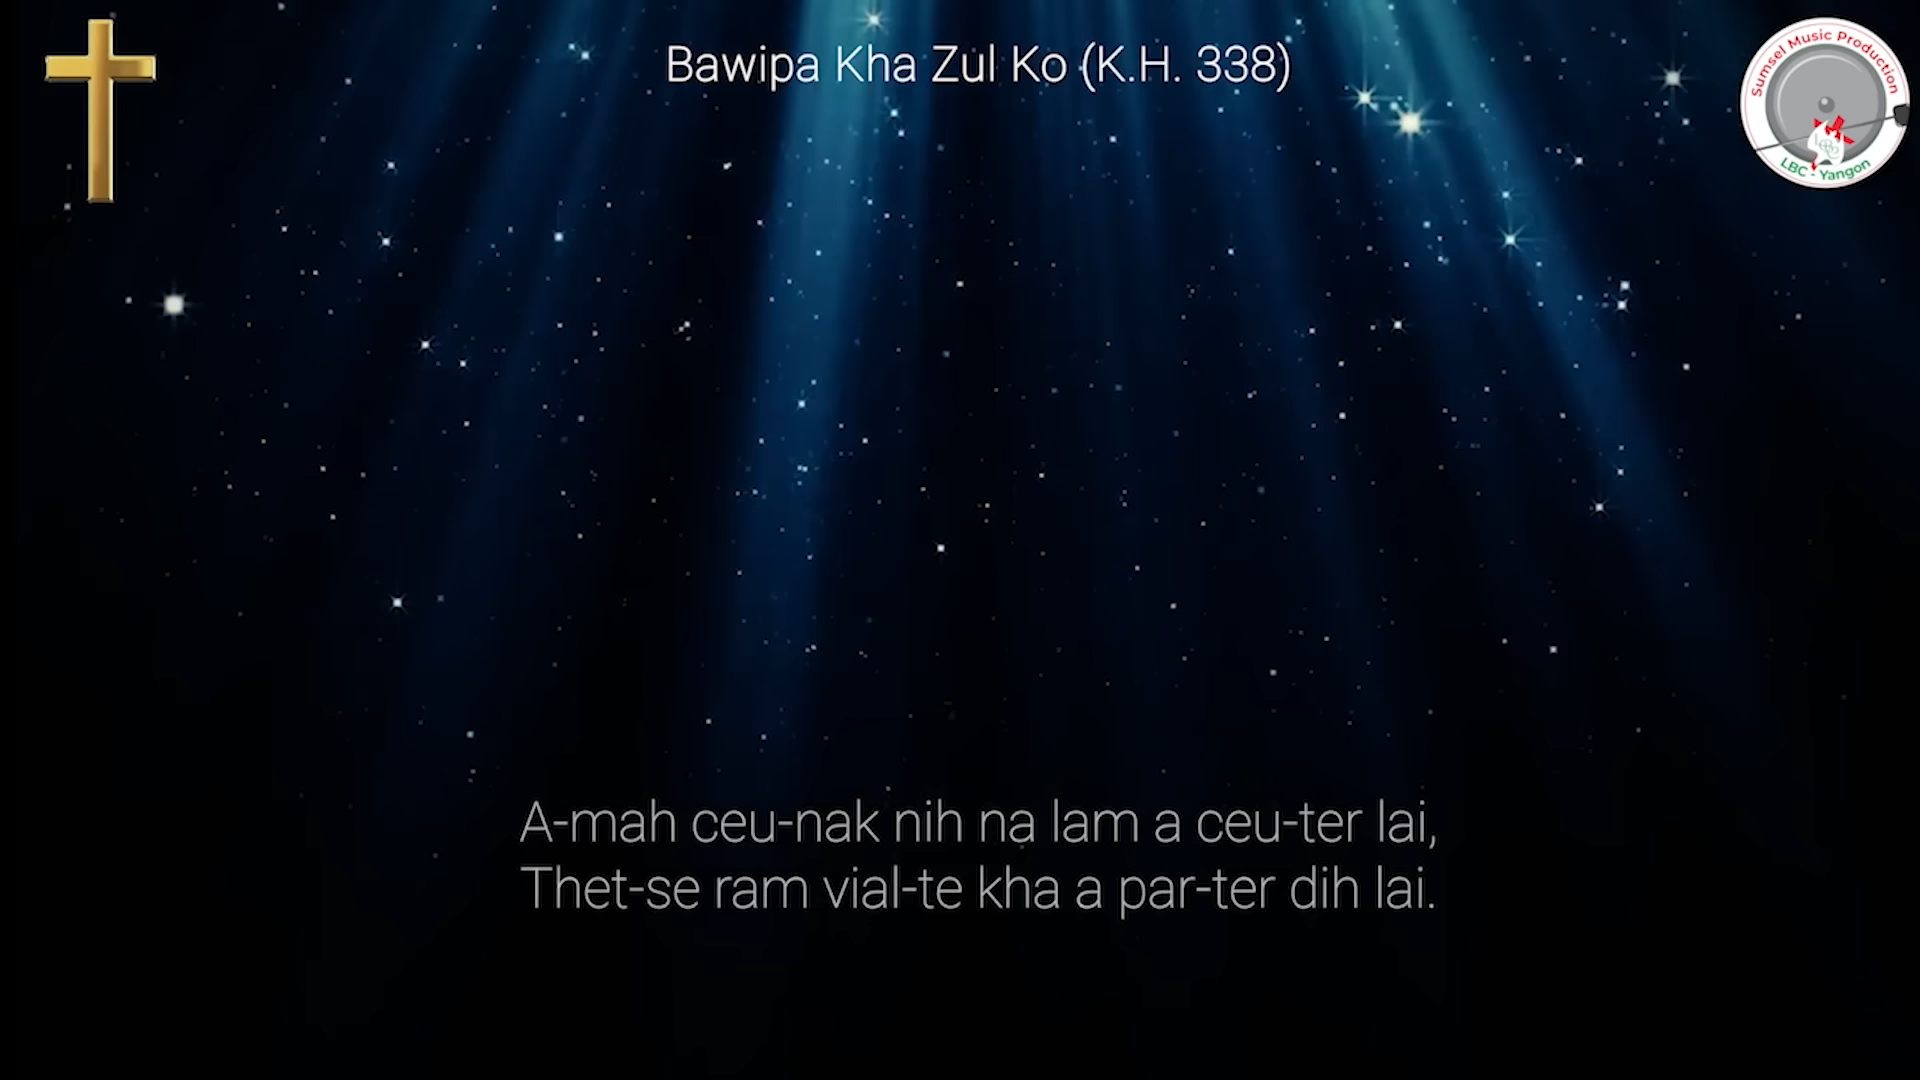 Bawipa Kha Zul Ko (K.H. 338)
Sumsel Music Production
LBC - Yangon
A-mah ceu-nak nih na lam a ceu-ter lai,
Thet-se ram vial-te kha a par-ter dih lai.